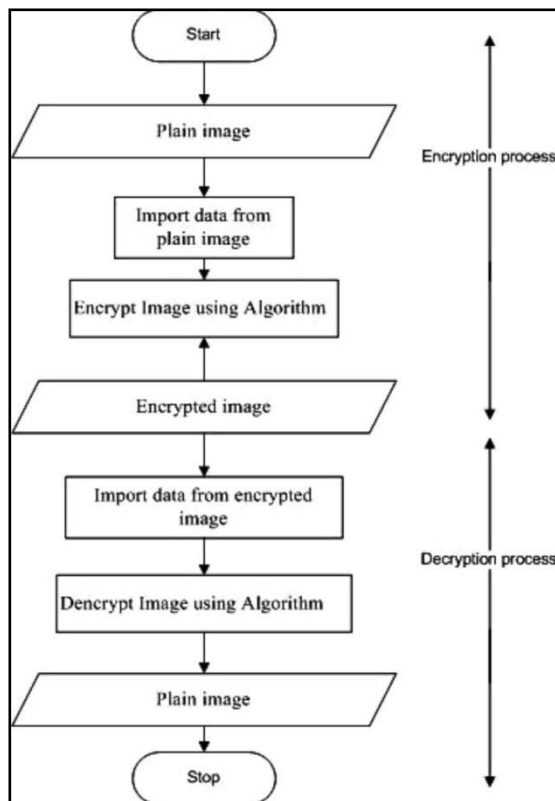 Start
Plain image
Encryption process
Import data from
plain image
Encrypt Image using Algorithm
Encrypted image
Import data from encrypted
image
Decryption process
Dencrypt Image using Algorithm
Plain image
Stop